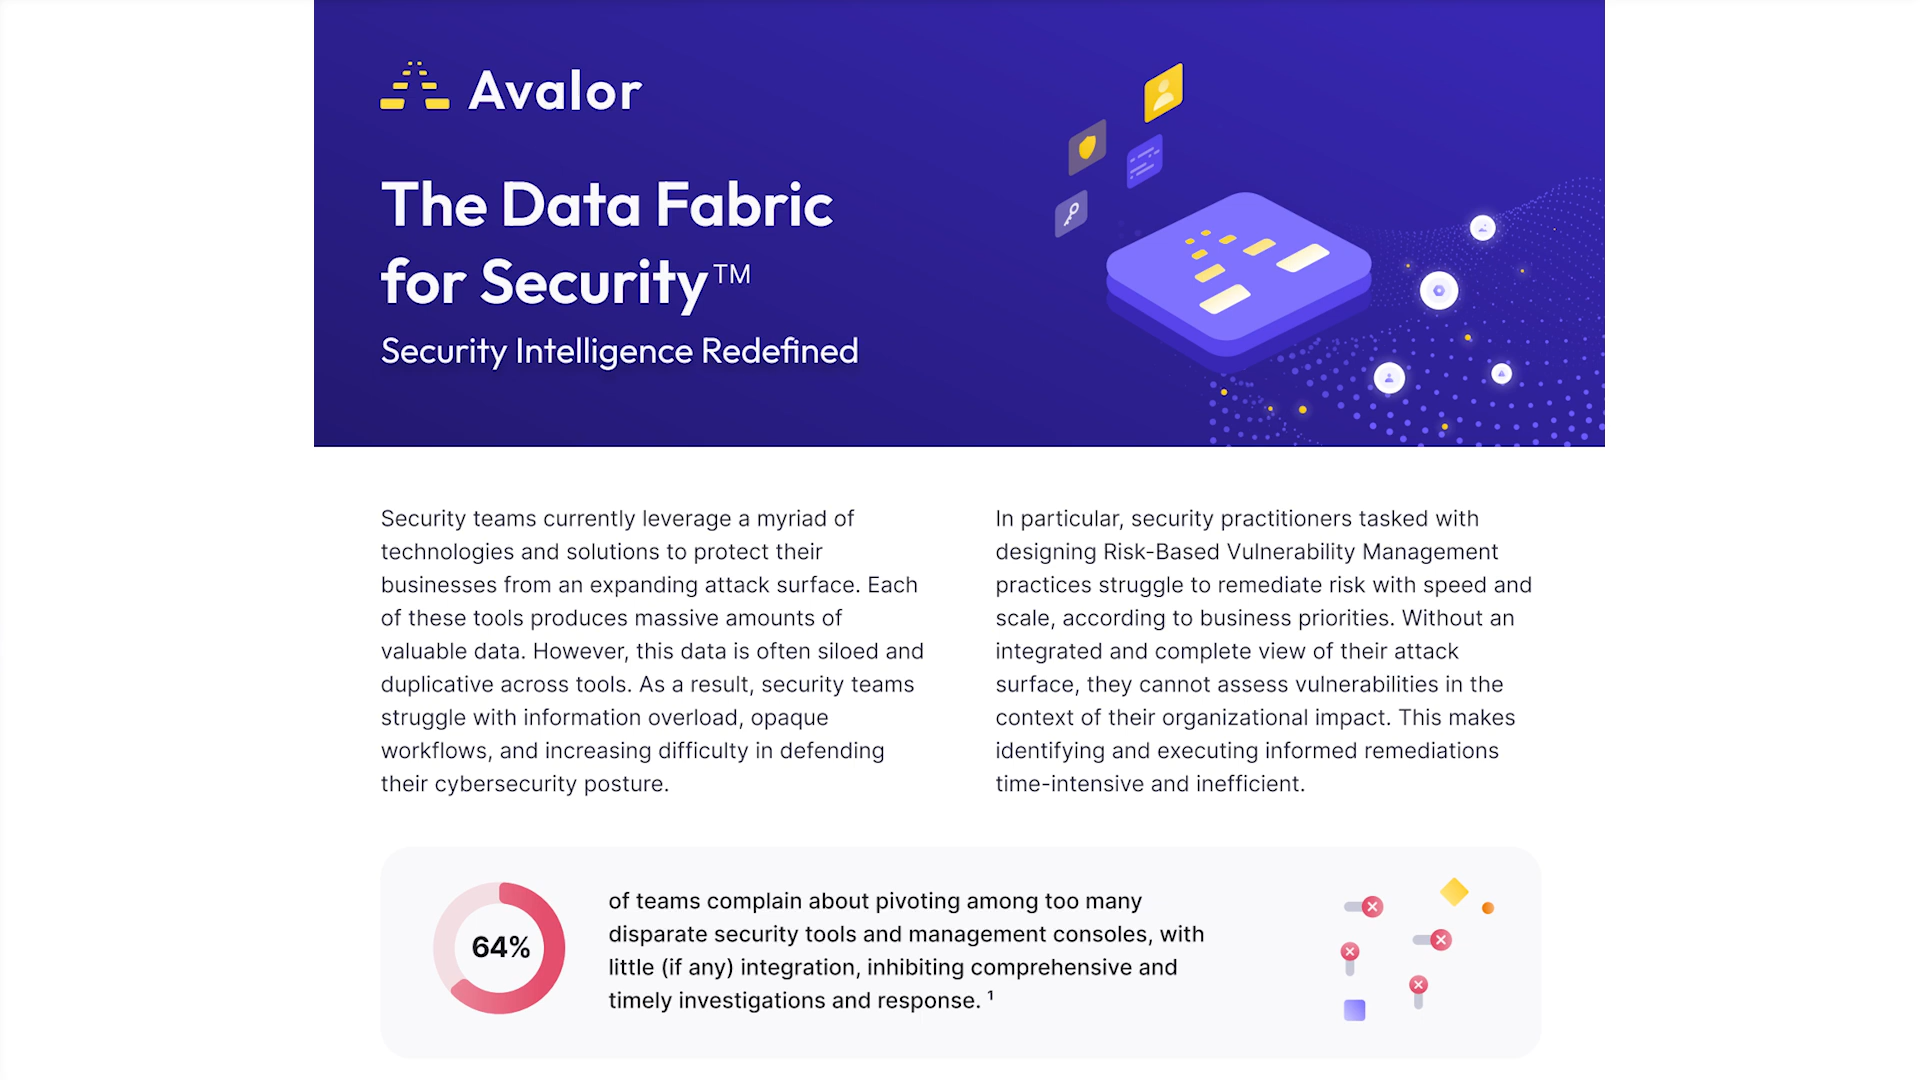 Avalor
The Data Fabric
for Security™
Security Intelligence Redefined
Security teams currently leverage a myriad of
technologies and solutions to protect their
businesses from an expanding attack surface. Each
of these tools produces massive amounts of
valuable data. However, this data is often siloed and
duplicative across tools. As a result, security teams
struggle with information overload, opaque
workflows, and increasing difficulty in defending
their cybersecurity posture.
In particular, security practitioners tasked with
designing Risk-Based Vulnerability Management
practices struggle to remediate risk with speed and
scale, according to business priorities. Without an
integrated and complete view of their attack
surface, they cannot assess vulnerabilities in the
context of their organizational impact. This makes
identifying and executing informed remediations
time-intensive and inefficient.
64%
of teams complain about pivoting among too many
disparate security tools and management consoles, with
little (if any) integration, inhibiting comprehensive and
timely investigations and response. ¹